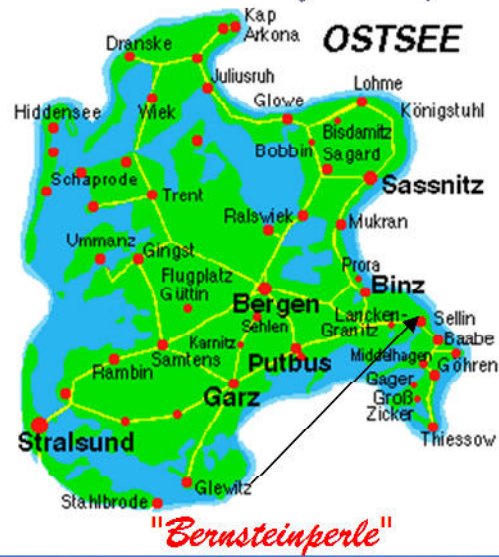 Kap
Arkona
OSTSEE
Dranske
Juliusruh
Lohme
Hiddensee
Wiek
Glowe
Königstuhl
Bisdamitz
Bobbin
Sagard
Schaprode
Sassnitz
Trent
Ralswiek
Mukran
Ummanz
Gingst
Prora
Flugplatz
Güttin
Binz
Bergen
Lancken-
Granitz
Sellin
Sehlen
Karnitz
Baabe
Samtens
Putbus
Middelhagen
Rambin
Göhren
Garz
Gager
Groß
Zicker
Stralsund
Thiessow
Glewitz
Stahlbrode
"Bernsteinperle"